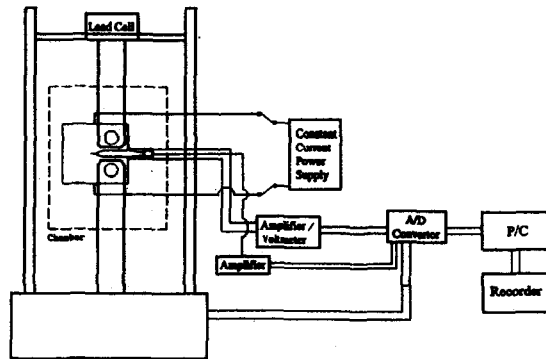 Load Cell
Constant
Current
Power
Supply
Chamber
Amplifier /
Voltmeter
A/D
Converter
P/C
Amplifier
Recorder